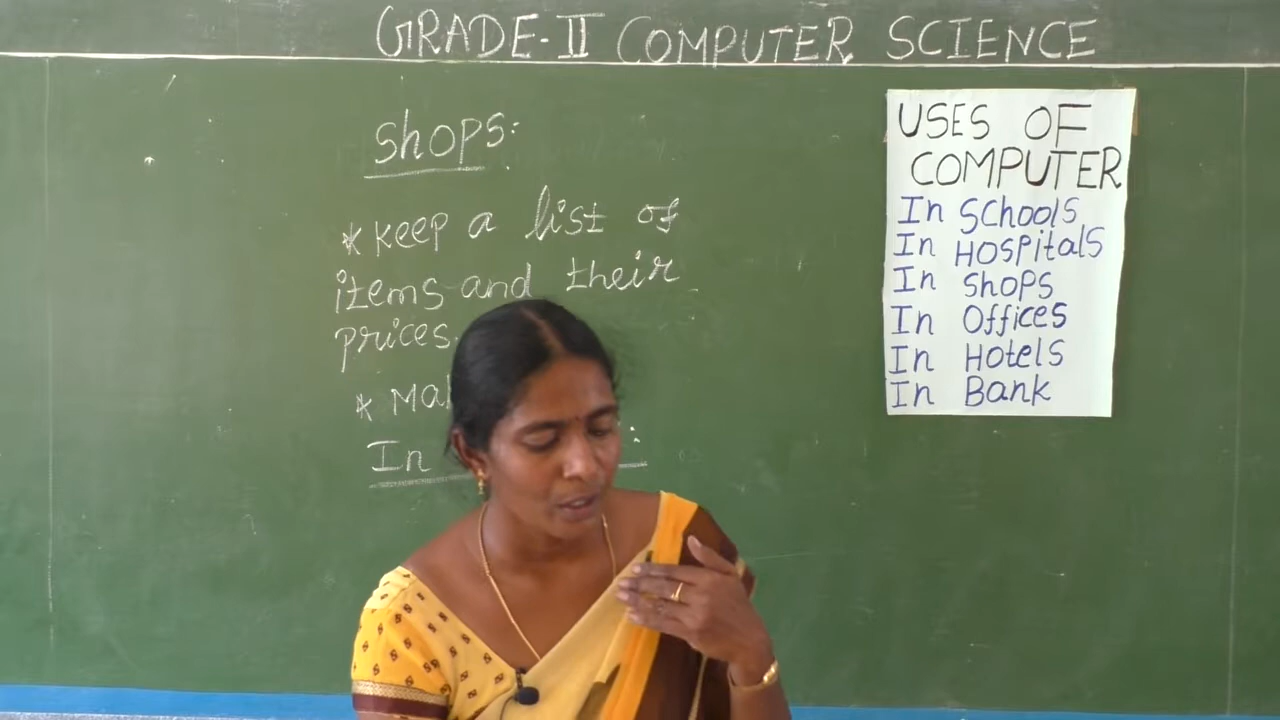 GRADE-II COMPUTER SCIENCE
shops:
* Keep a list of
items and their
prices.
* Ma
In :
USES OF
COMPUTER
In SChools
In HospitalS
In ShopS
In OfficeS
In HotelS
In Bank